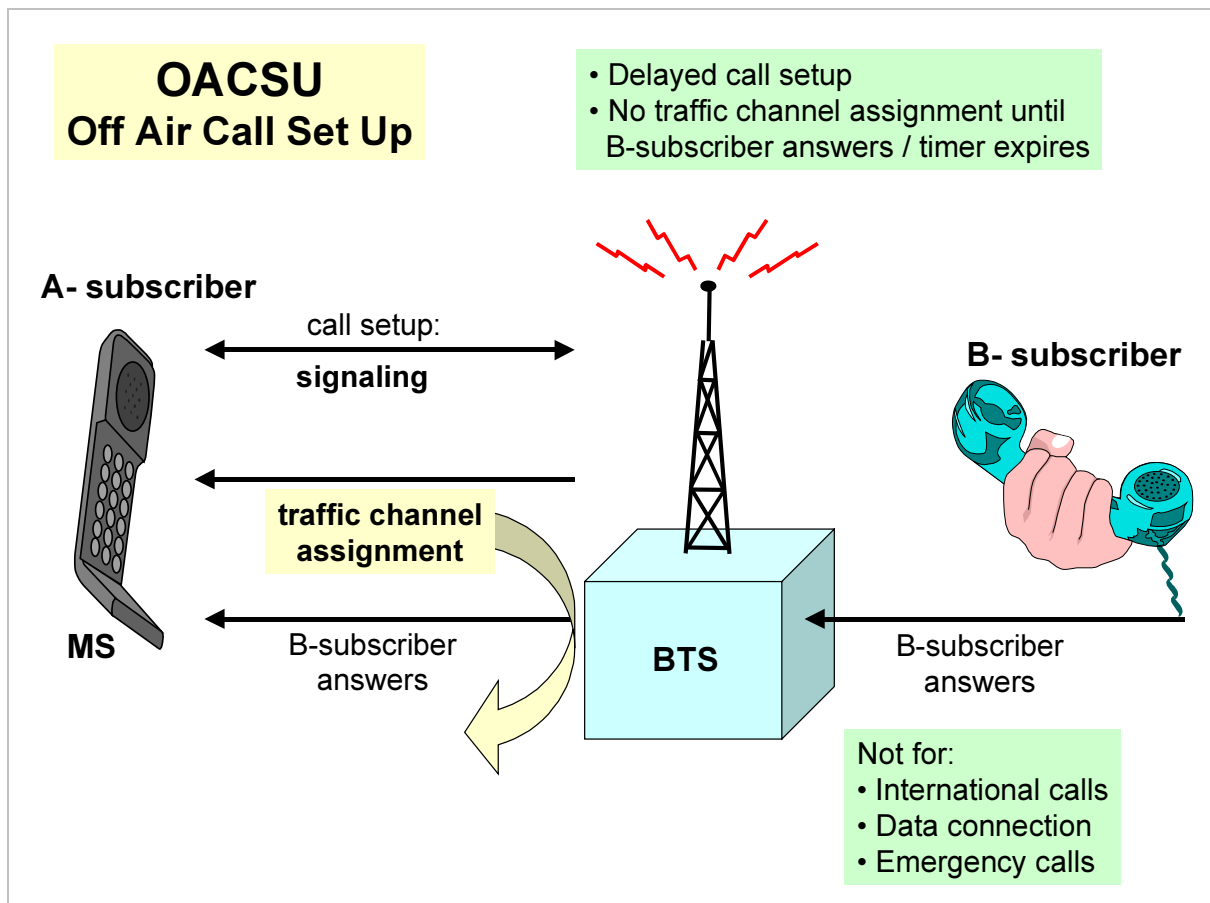 OACSU
Off Air Call Set Up
• Delayed call setup
• No traffic channel assignment until
B-subscriber answers / timer expires
A- subscriber
call setup:
signaling
B- subscriber
traffic channel
assignment
MS
B-subscriber
answers
BTS
B-subscriber
answers
Not for:
• International calls
• Data connection
• Emergency calls